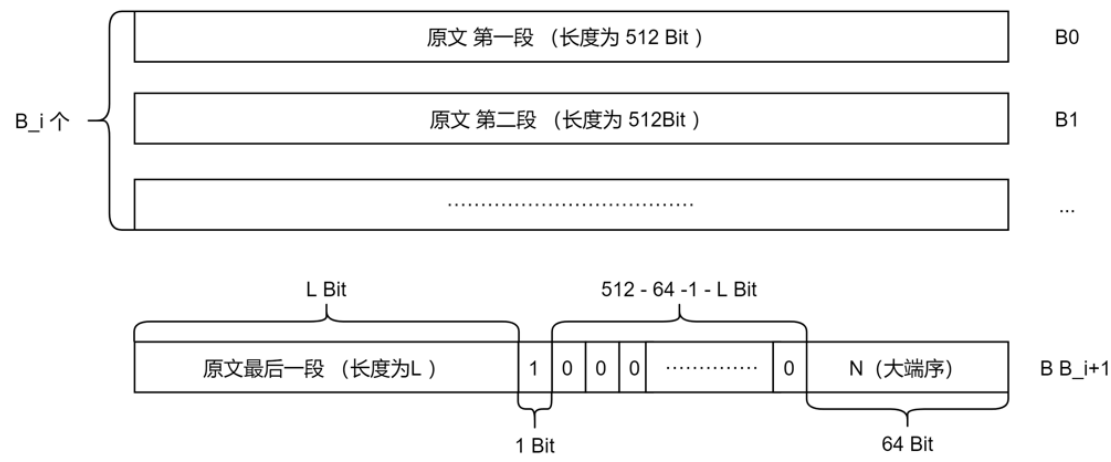 原文 第一段 （长度为 512 Bit ）
B0
B_i 个
原文 第二段 （长度为 512Bit ）
B1
.....................................
...
L Bit
512 - 64 -1 - L Bit
原文最后一段 （长度为L ）
1
0
0
0
..............
0
N（大端序）
B B_i+1
1 Bit
64 Bit